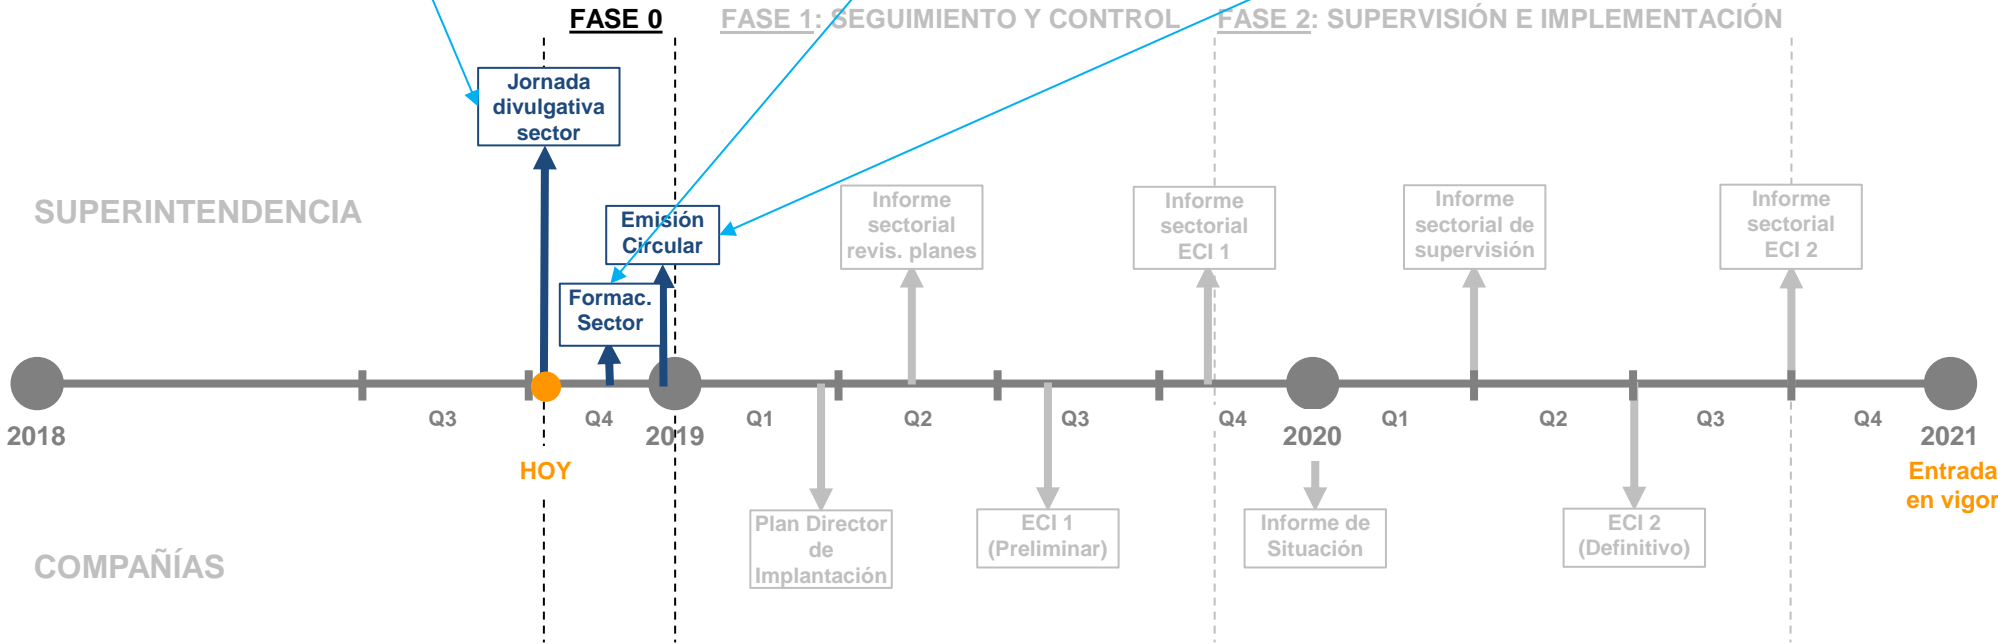 FASE 0
FASE 1: SEGUIMIENTO Y CONTROL
FASE 2: SUPERVISIÓN E IMPLEMENTACIÓN
Jornada
divulgativa
sector
SUPERINTENDENCIA
Emisión
Circular
Formac.
Sector
Informe
sectorial
revis. planes
Informe
sectorial
ECI 1
Informe
sectorial de
supervisión
Informe
sectorial
ECI 2
Q3
Q4
Q1
Q2
Q3
Q4
Q1
Q2
Q3
Q4
2018
2019
2020
2021
HOY
Entrada
en vigor
Plan Director
de
Implantación
ECI 1
(Preliminar)
Informe de
Situación
ECI 2
(Definitivo)
COMPAÑÍAS